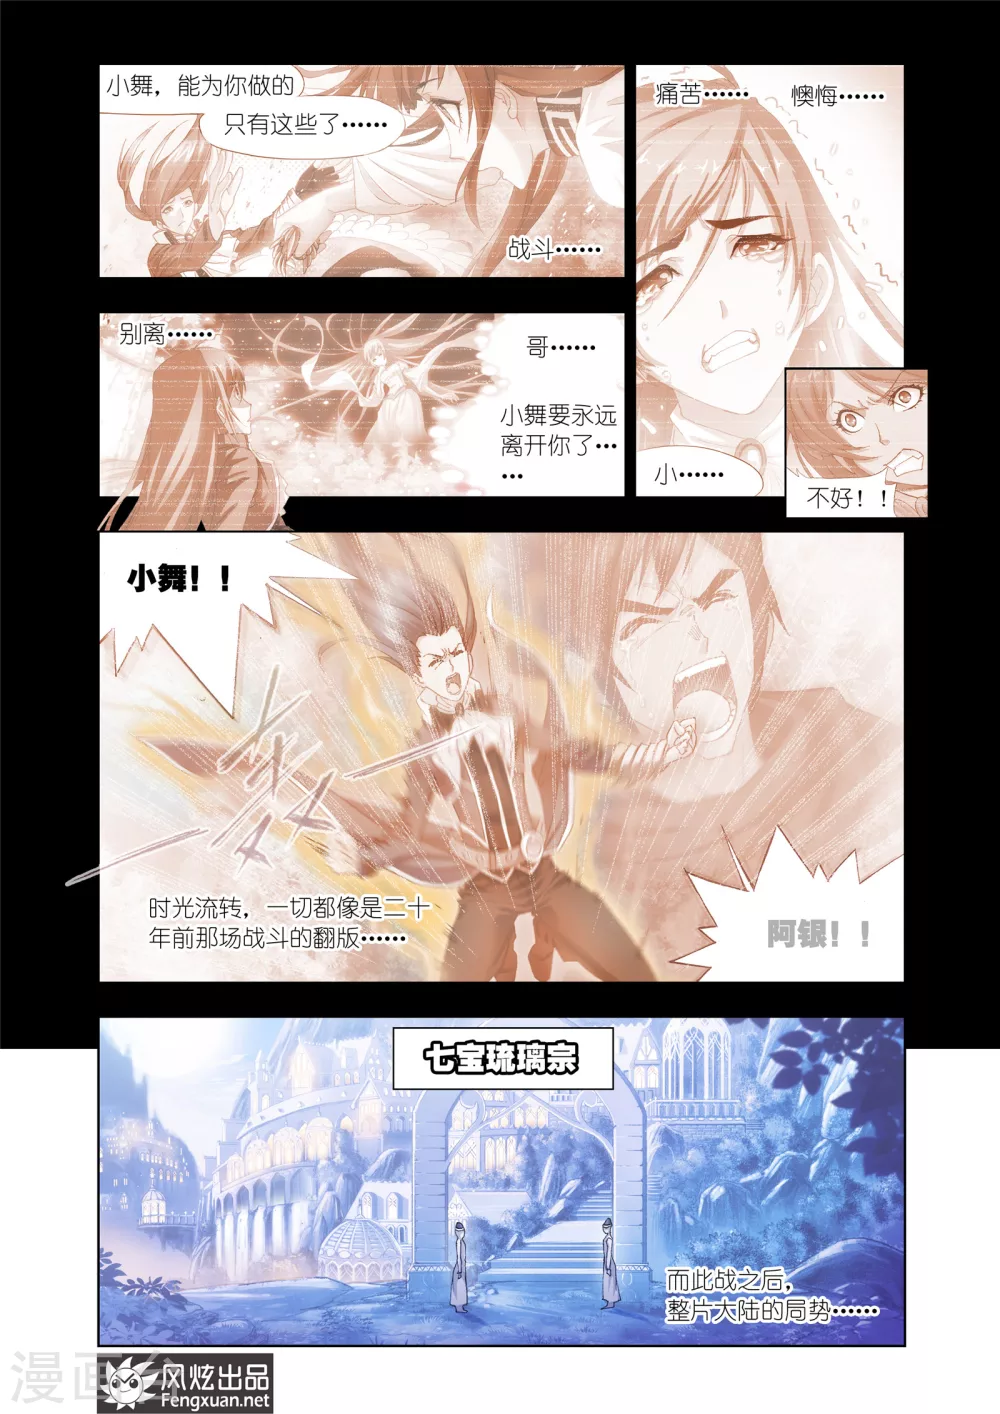 小舞，能为你做的
只有这些了……
战斗……
痛苦……
懊悔……
别离……
哥……
小舞要永远
离开你了…
…
小……
不好！！
小舞！！
时光流转，一切都像是二十
年前那场战斗的翻版……
阿银！！
七宝琉璃宗
而此战之后，
整片大陆的局势……
风炫出品
Fengxuan.net
漫画台